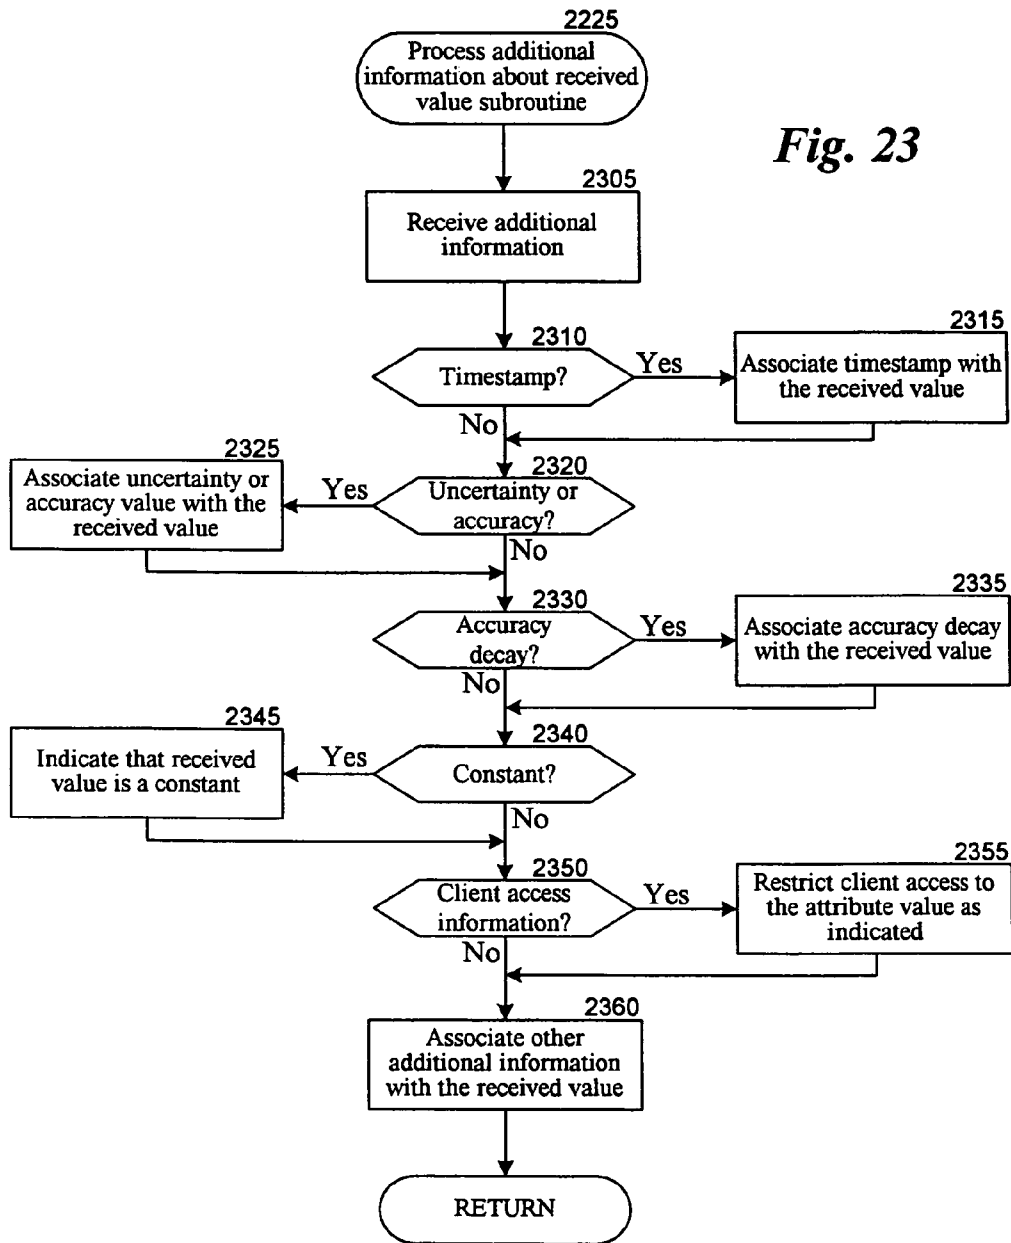 2225
Process additional
information about received
value subroutine
Fig. 23
2305
Receive additional
information
2310
Timestamp?
Yes
No
2315
Associate timestamp with
the received value
2320
Uncertainty or
accuracy?
Yes
No
2325
Associate uncertainty or
accuracy value with the
received value
2330
Accuracy
decay?
Yes
No
2335
Associate accuracy decay
with the received value
2340
Constant?
Yes
No
2345
Indicate that received
value is a constant
2350
Client access
information?
Yes
No
2355
Restrict client access to
the attribute value as
indicated
2360
Associate other
additional information
with the received value
RETURN